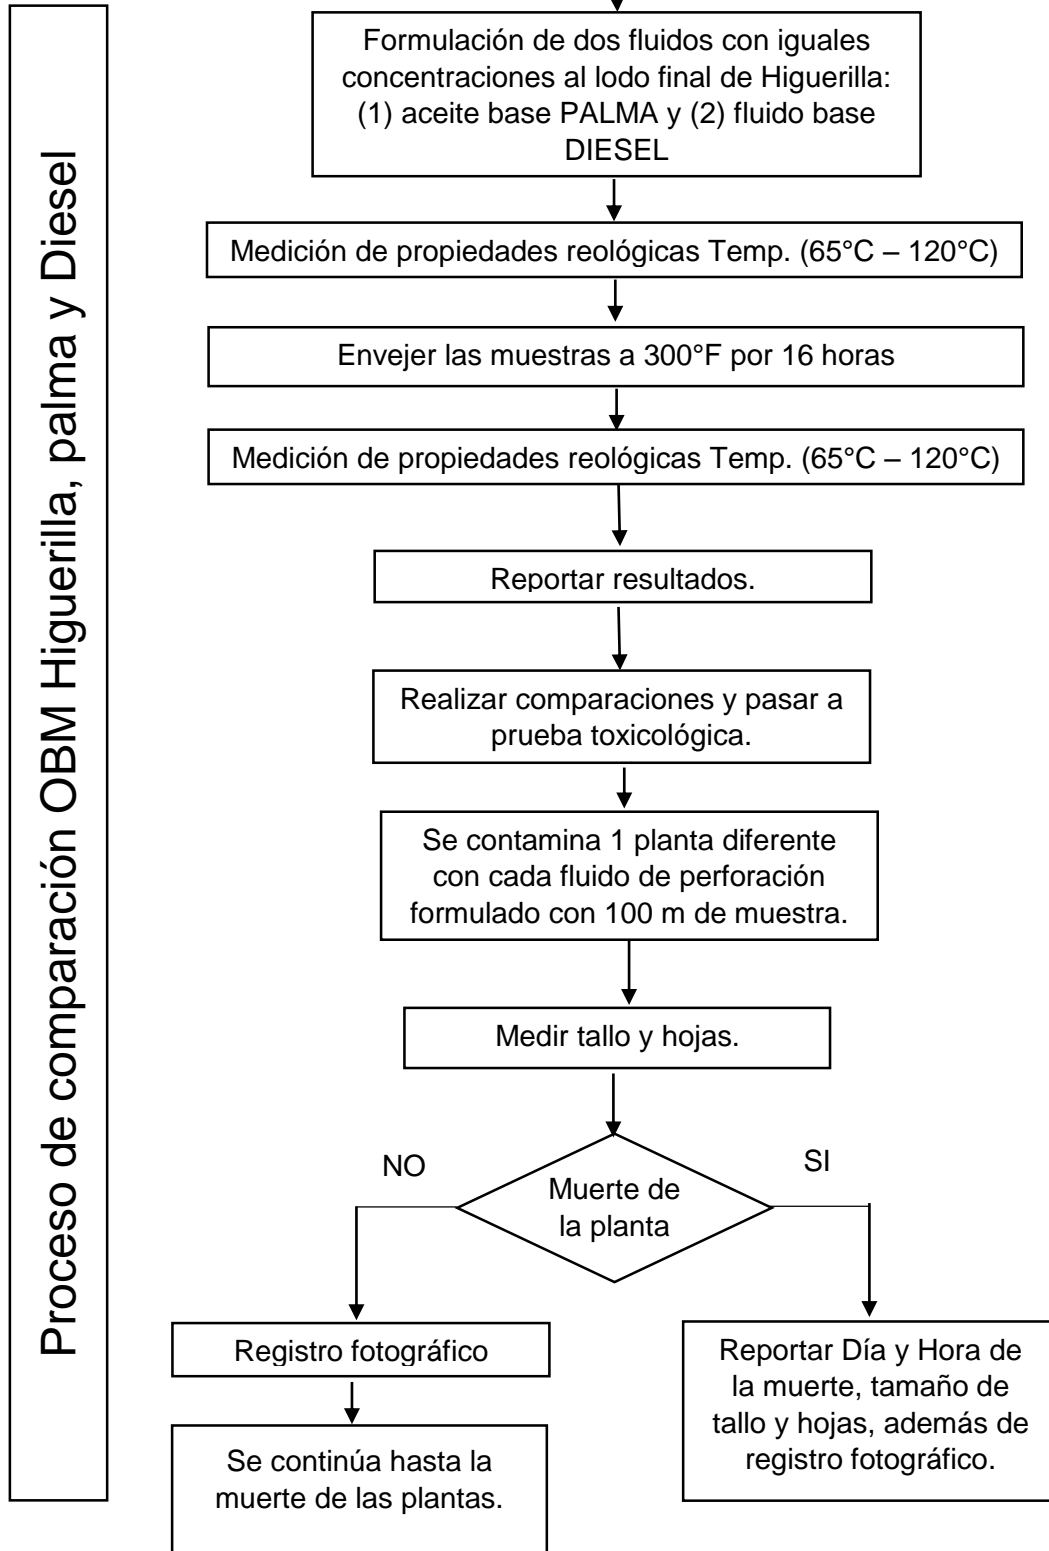 Proceso de comparación OBM Higuerilla, palma y Diesel
Formulación de dos fluidos con iguales
concentraciones al lodo final de Higuerilla:
(1) aceite base PALMA y (2) fluido base
DIESEL
Medición de propiedades reológicas Temp. (65°C – 120°C)
Envejer las muestras a 300°F por 16 horas
Medición de propiedades reológicas Temp. (65°C – 120°C)
Reportar resultados.
Realizar comparaciones y pasar a
prueba toxicológica.
Se contamina 1 planta diferente
con cada fluido de perforación
formulado con 100 m de muestra.
Medir tallo y hojas.
NO
SI
Muerte de
la planta
Registro fotográfico
Se continúa hasta la
muerte de las plantas.
Reportar Día y Hora de
la muerte, tamaño de
tallo y hojas, además de
registro fotográfico.